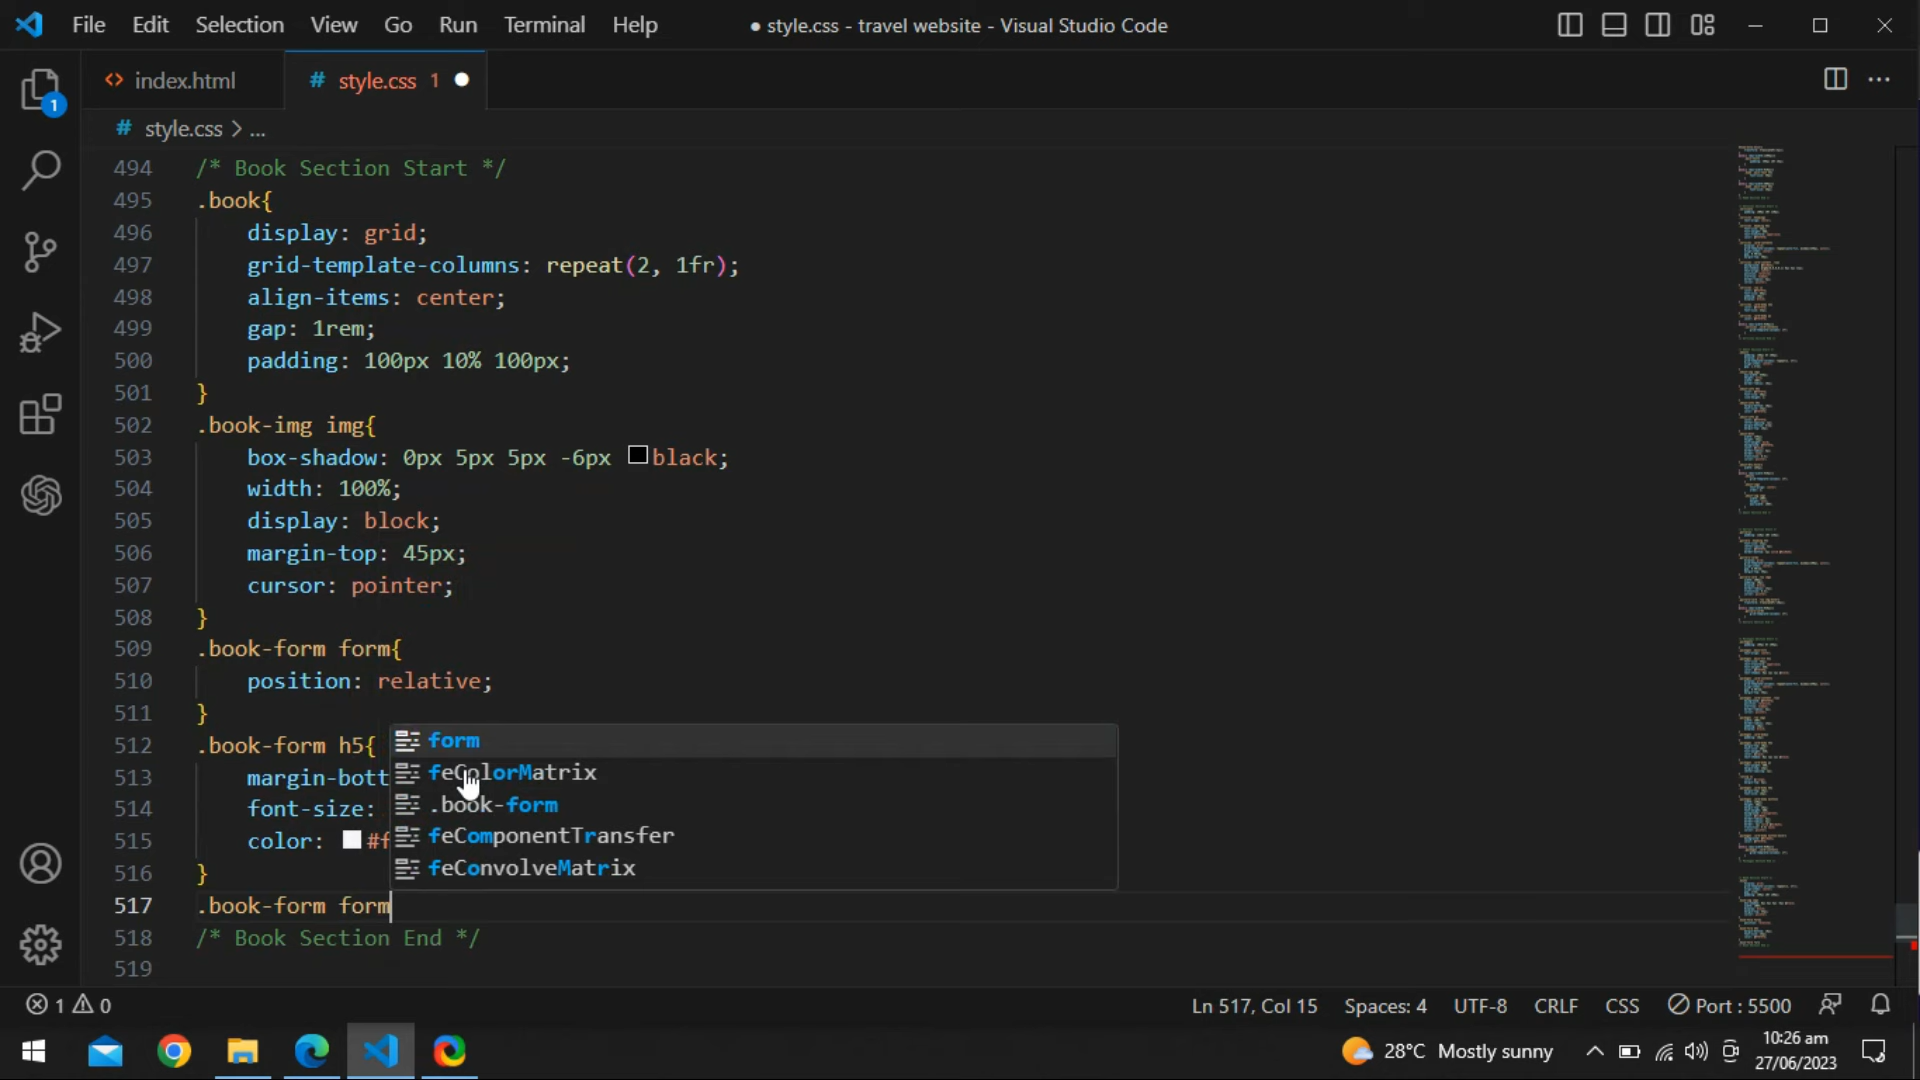 File Edit Selection View Go Run Terminal Help ● style.css - travel website - Visual Studio Code
index.html # style.css 1
# style.css > ...
494 /* Book Section Start */
495 .book{
496 display: grid;
497 grid-template-columns: repeat(2, 1fr);
498 align-items: center;
499 gap: 1rem;
500 padding: 100px 10% 100px;
501 }
502 .book-img img{
503 box-shadow: 0px 5px 5px -6px black;
504 width: 100%;
505 display: block;
506 margin-top: 45px;
507 cursor: pointer;
508 }
509 .book-form form{
510 position: relative;
511 }
form
512 .book-form h5{
feColorMatrix
513 margin-bott
.book-form
514 font-size:
feComponentTransfer
515 color: #f
feConvolveMatrix
516 }
517 .book-form form
518 /* Book Section End */
519
1 0 Ln 517, Col 15 Spaces: 4 UTF-8 CRLF CSS Port : 5500
28°C Mostly sunny 10:26 am
27/06/2023
1